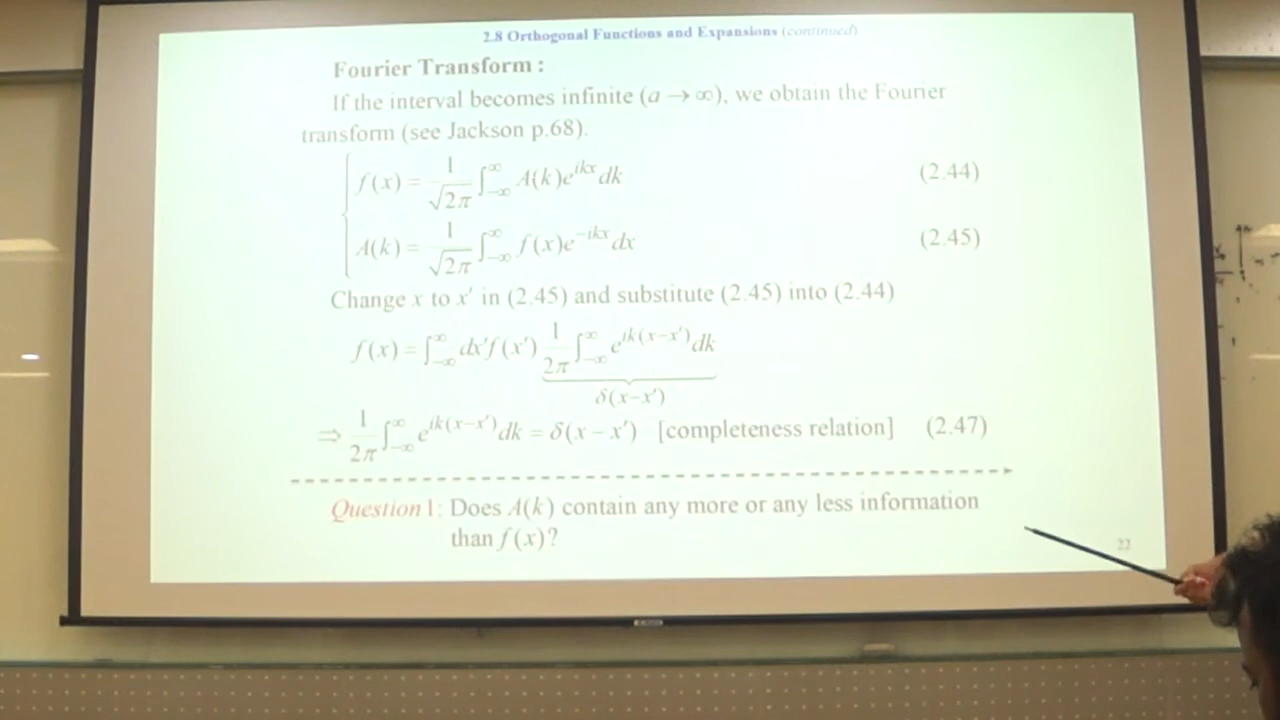 2.8 Orthogonal Functions and Expansions (continued)
Fourier Transform :
If the interval becomes infinite (a → ∞), we obtain the Fourier
transform (see Jackson p.68).
f(x) = 1/√2π ∫_{-∞}^{∞} A(k)e^{ikx} dk (2.44)
A(k) = 1/√2π ∫_{-∞}^{∞} f(x)e^{-ikx} dx (2.45)
Change x to x′ in (2.45) and substitute (2.45) into (2.44)
f(x) = ∫_{-∞}^{∞} dx′f(x′) 1/2π ∫_{-∞}^{∞} e^{ik(x-x′)} dk
δ(x-x′)
⇒ 1/2π ∫_{-∞}^{∞} e^{ik(x-x′)} dk = δ(x - x′) [completeness relation] (2.47)
Question 1: Does A(k) contain any more or any less information
than f(x)?
22